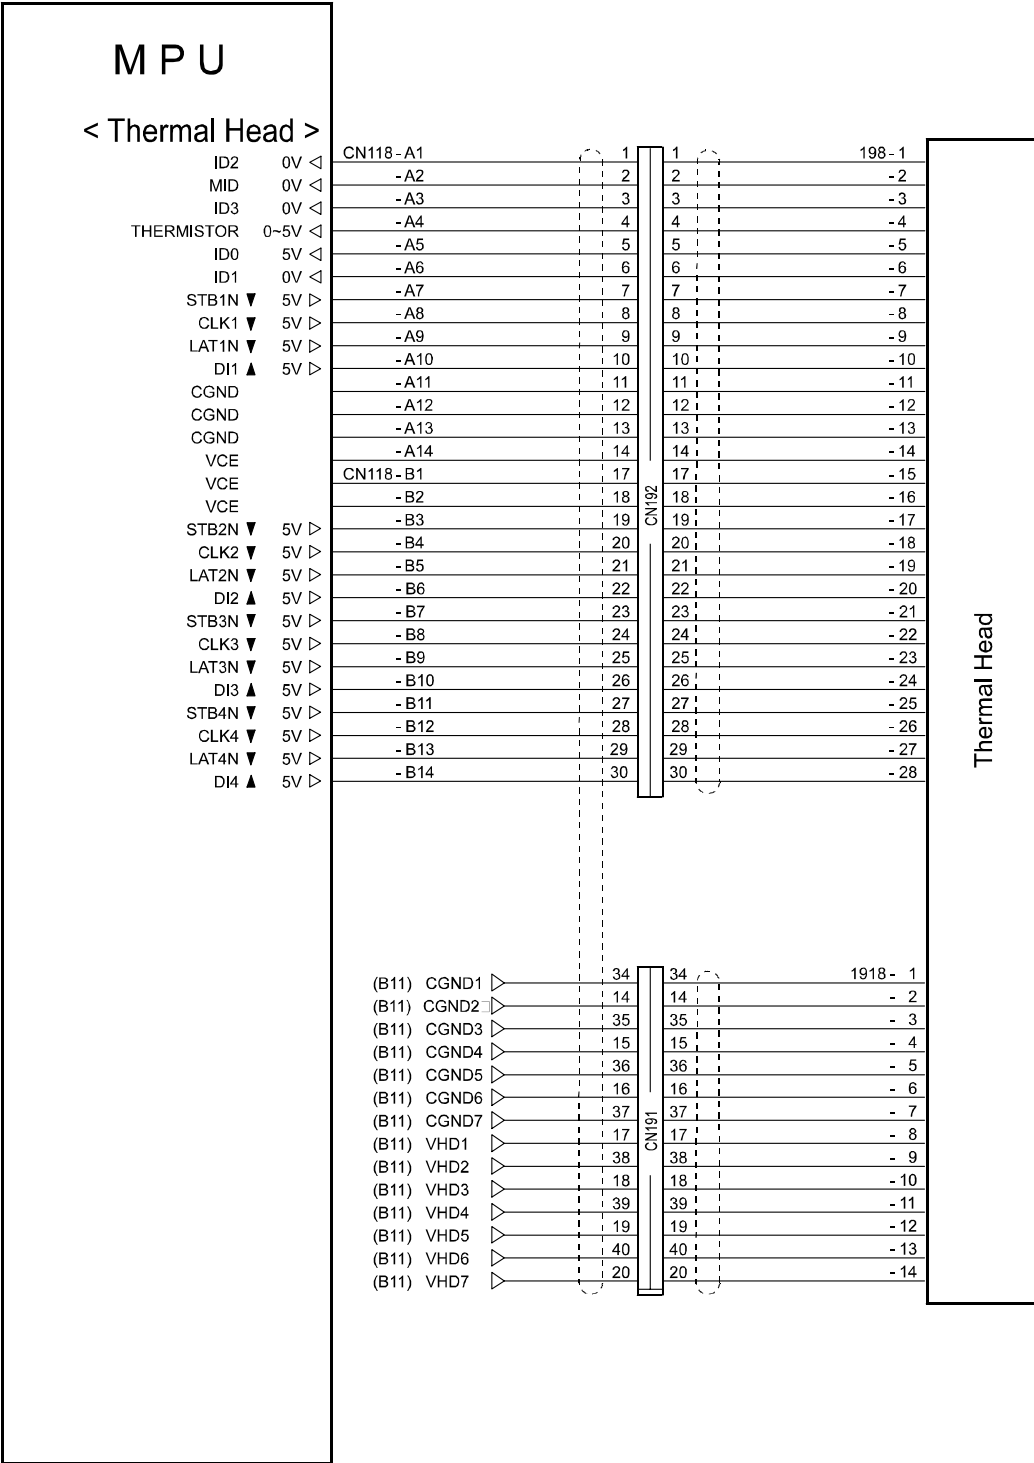 M P U
< Thermal Head >
ID2 0V ◁ CN118-A1 1 1 198-1
MID 0V ◁ -A2 2 2 -2
ID3 0V ◁ -A3 3 3 -3
THERMISTOR 0~5V ◁ -A4 4 4 -4
ID0 5V ◁ -A5 5 5 -5
ID1 0V ◁ -A6 6 6 -6
STB1N ▼ 5V ▷ -A7 7 7 -7
CLK1 ▼ 5V ▷ -A8 8 8 -8
LAT1N ▼ 5V ▷ -A9 9 9 -9
DI1 ▲ 5V ▷ -A10 10 10 -10
CGND -A11 11 11 -11
CGND -A12 12 12 -12
CGND -A13 13 13 -13
VCE -A14 14 14 -14
VCE CN118-B1 17 17 -15
VCE -B2 18 18 -16
STB2N ▼ 5V ▷ -B3 19 19 -17
CLK2 ▼ 5V ▷ -B4 20 20 -18
LAT2N ▼ 5V ▷ -B5 21 21 -19
DI2 ▲ 5V ▷ -B6 22 22 -20
STB3N ▼ 5V ▷ -B7 23 23 -21
CLK3 ▼ 5V ▷ -B8 24 24 -22
LAT3N ▼ 5V ▷ -B9 25 25 -23
DI3 ▲ 5V ▷ -B10 26 26 -24
STB4N ▼ 5V ▷ -B11 27 27 -25
CLK4 ▼ 5V ▷ -B12 28 28 -26
LAT4N ▼ 5V ▷ -B13 29 29 -27
DI4 ▲ 5V ▷ -B14 30 30 -28
CN192
Thermal Head
(B11) CGND1 ▷ 34 34 1918- 1
(B11) CGND2 14 14 - 2
(B11) CGND3 ▷ 35 35 - 3
(B11) CGND4 ▷ 15 15 - 4
(B11) CGND5 ▷ 36 36 - 5
(B11) CGND6 ▷ 16 16 - 6
(B11) CGND7 ▷ 37 37 - 7
(B11) VHD1 ▷ 17 17 - 8
(B11) VHD2 ▷ 38 38 - 9
(B11) VHD3 ▷ 18 18 -10
(B11) VHD4 ▷ 39 39 -11
(B11) VHD5 ▷ 19 19 -12
(B11) VHD6 ▷ 40 40 -13
(B11) VHD7 ▷ 20 20 -14
CN191